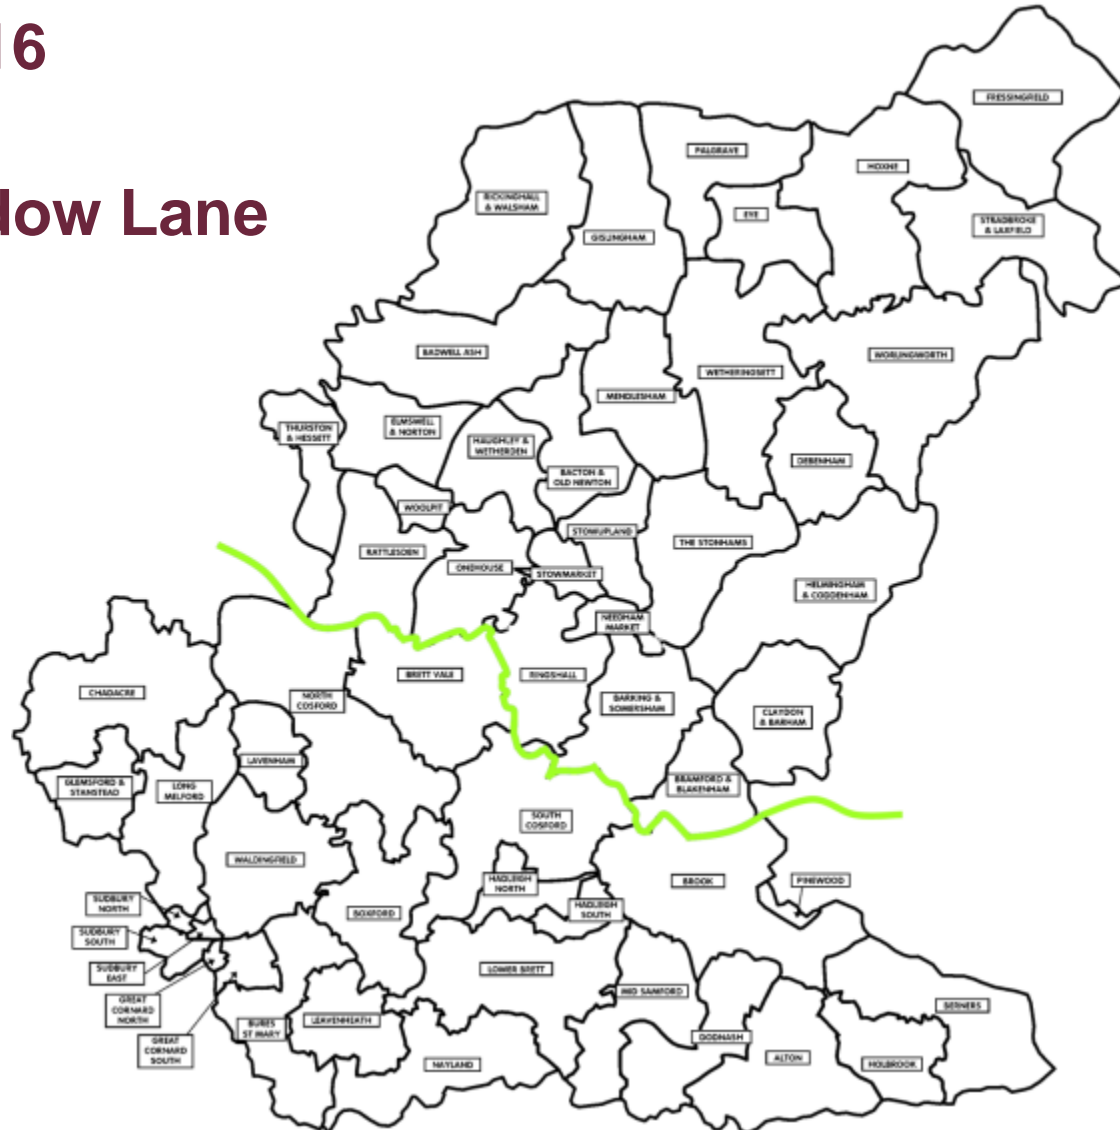 16
dow Lane
FRESSINGFIELD
PALGRAVE
HOXNE
RICKINGHALL
& WALSHAM
EYE
STRADBROKE
& LAXFIELD
GISLINGHAM
BADWELL ASH
WORLINGWORTH
WETHERINGSETT
MENDLESHAM
THURSTON
& HESSETT
ELMSWELL
& NORTON
HAUGHLEY &
WETHERDEN
DEBENHAM
BACTON &
OLD NEWTON
WOOLPIT
STOWUPLAND
THE STONHAMS
RATTLESDEN
ONEHOUSE
STOWMARKET
HELMINGHAM
& CODDENHAM
NEEDHAM
MARKET
BRETT VALE
RINGSHALL
CHADACRE
NORTH
COSFORD
BARKING &
SOMERSHAM
CLAYDON
& BARHAM
LAVENHAM
GLEMSFORD &
STANSTEAD
LONG
MELFORD
BRAMFORD &
BLAKENHAM
SOUTH
COSFORD
WALDINGFIELD
HADLEIGH
NORTH
BROOK
PINEWOOD
SUDBURY
NORTH
BOXFORD
HADLEIGH
SOUTH
SUDBURY
SOUTH
SUDBURY
EAST
LOWER BRETT
MID SAMFORD
GREAT
CORNARD
NORTH
BURES
ST MARY
LEAVENHEATH
BERNERS
GREAT
CORNARD
SOUTH
DODNASH
ALTON
NAYLAND
HOLBROOK